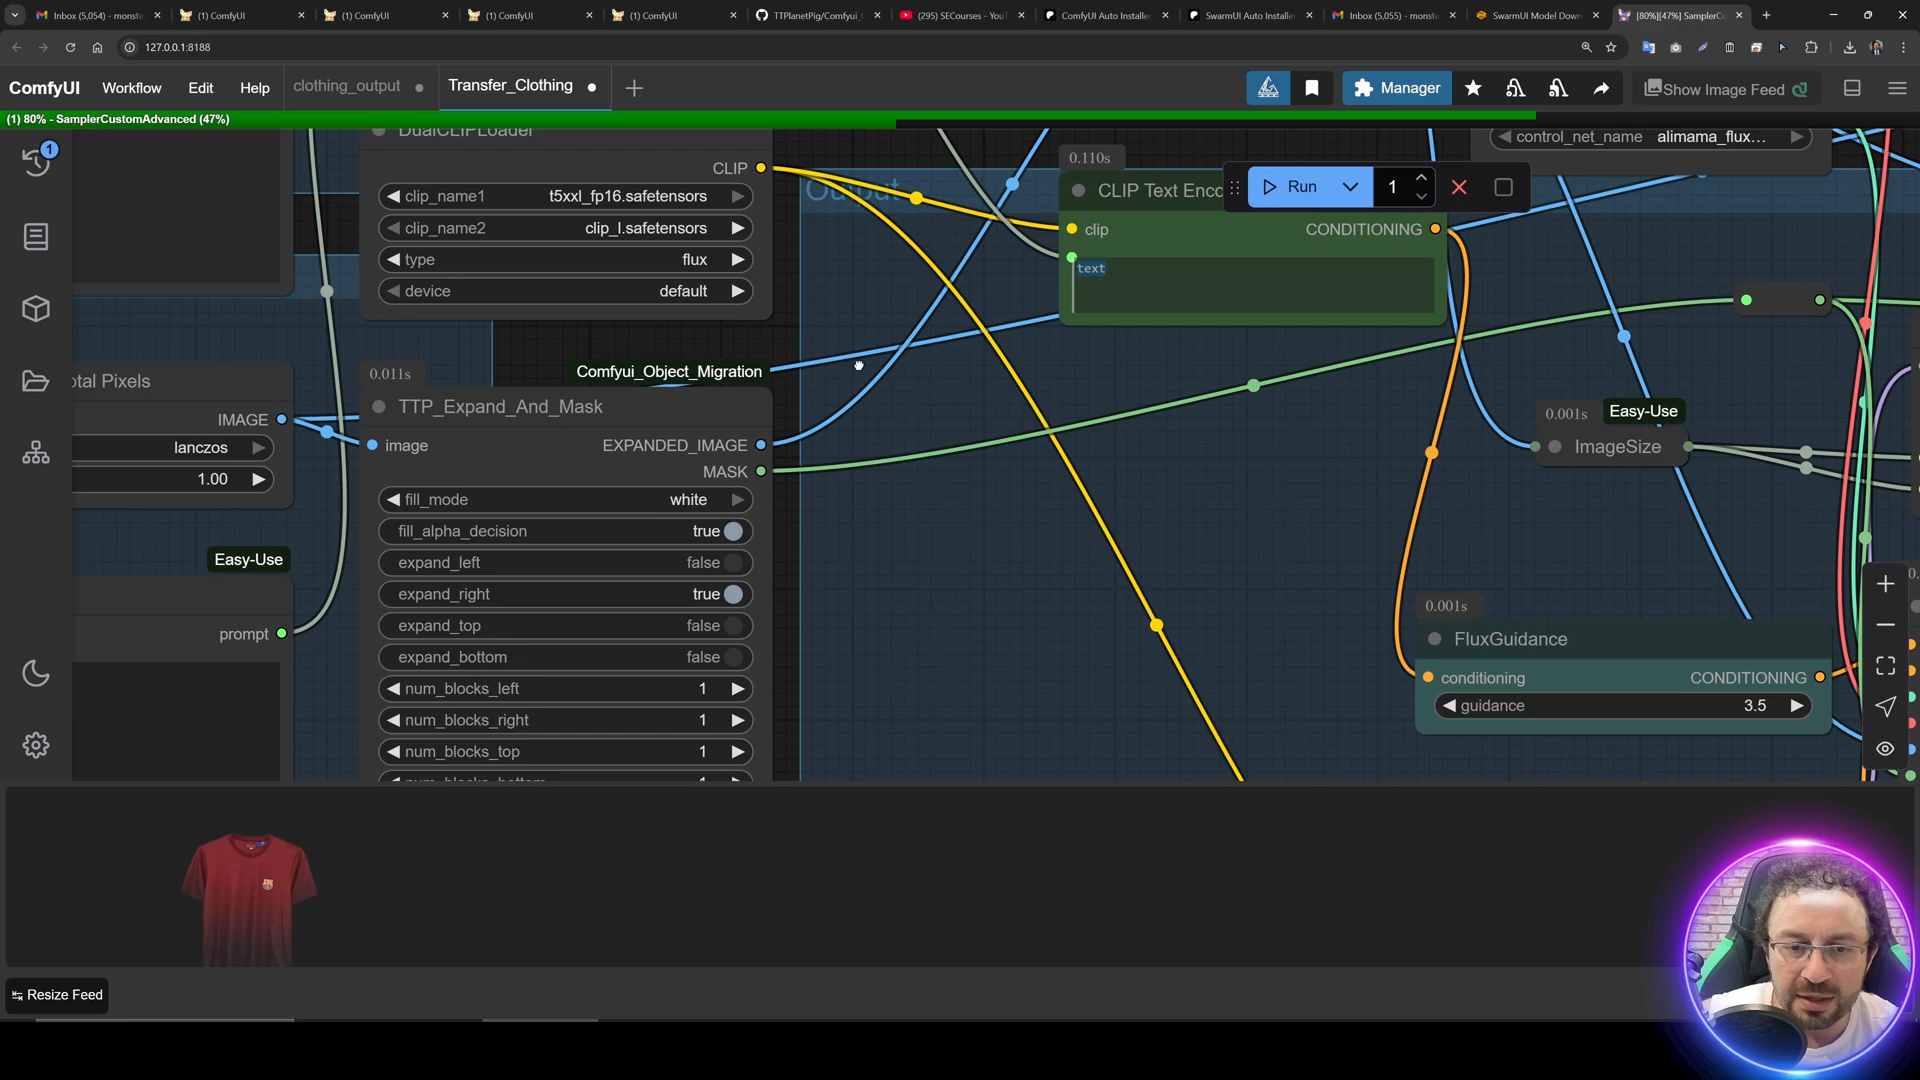 Inbox (5,054) - monste
(1) ComfyUI
(1) ComfyUI
(1) ComfyUI
(1) ComfyUI
TTPlanetPig/Comfyui_
(295) SECourses - You
ComfyUI Auto Installer
SwarmUI Auto Installe
Inbox (5,055) - monste
SwarmUI Model Down
[80%][47%] SamplerCu
127.0.0.1:8188
ComfyUI
Workflow
Edit
Help
clothing_output
Transfer_Clothing
Manager
Show Image Feed
(1) 80% - SamplerCustomAdvanced (47%)
1
DualCLIPLoader
CLIP
clip_name1 t5xxl_fp16.safetensors
clip_name2 clip_l.safetensors
type flux
device default
Output
0.110s
CLIP Text Enco
clip CONDITIONING
text
Run 1
control_net_name alimama_flux...
0.011s
Comfyui_Object_Migration
TTP_Expand_And_Mask
image EXPANDED_IMAGE
MASK
fill_mode white
fill_alpha_decision true
expand_left false
expand_right true
expand_top false
expand_bottom false
num_blocks_left 1
num_blocks_right 1
num_blocks_top 1
num_blocks_bottom 1
otal Pixels
IMAGE
lanczos
1.00
Easy-Use
prompt
0.001s
Easy-Use
ImageSize
0.001s
FluxGuidance
conditioning CONDITIONING
guidance 3.5
0.
Resize Feed